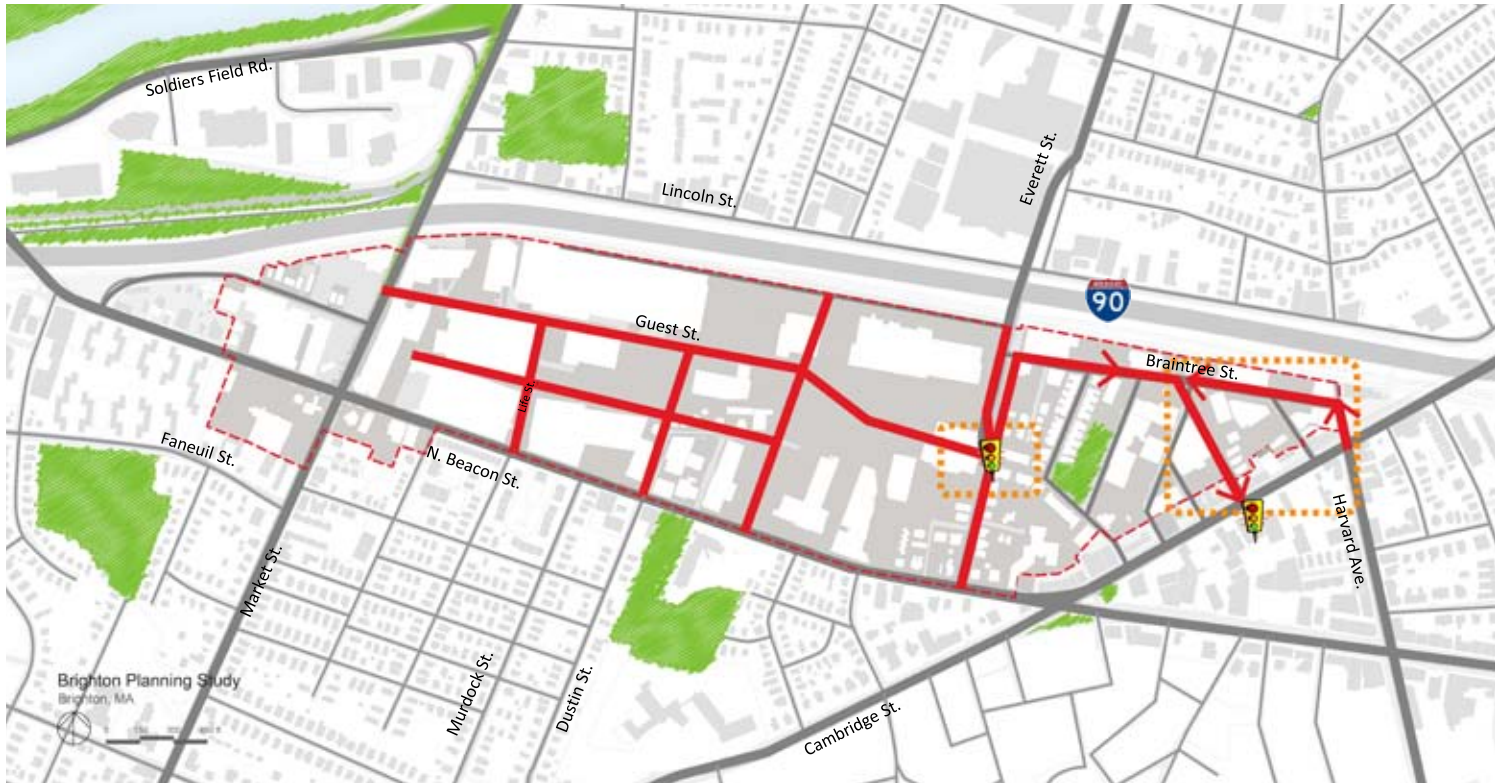 Soldiers Field Rd.
Lincoln St.
Everett St.
90
Guest St.
Braintree St.
Life St.
Faneuil St.
N. Beacon St.
Harvard Ave.
Market St.
Murdock St.
Dustin St.
Cambridge St.
Brighton Planning Study
Brighton, MA